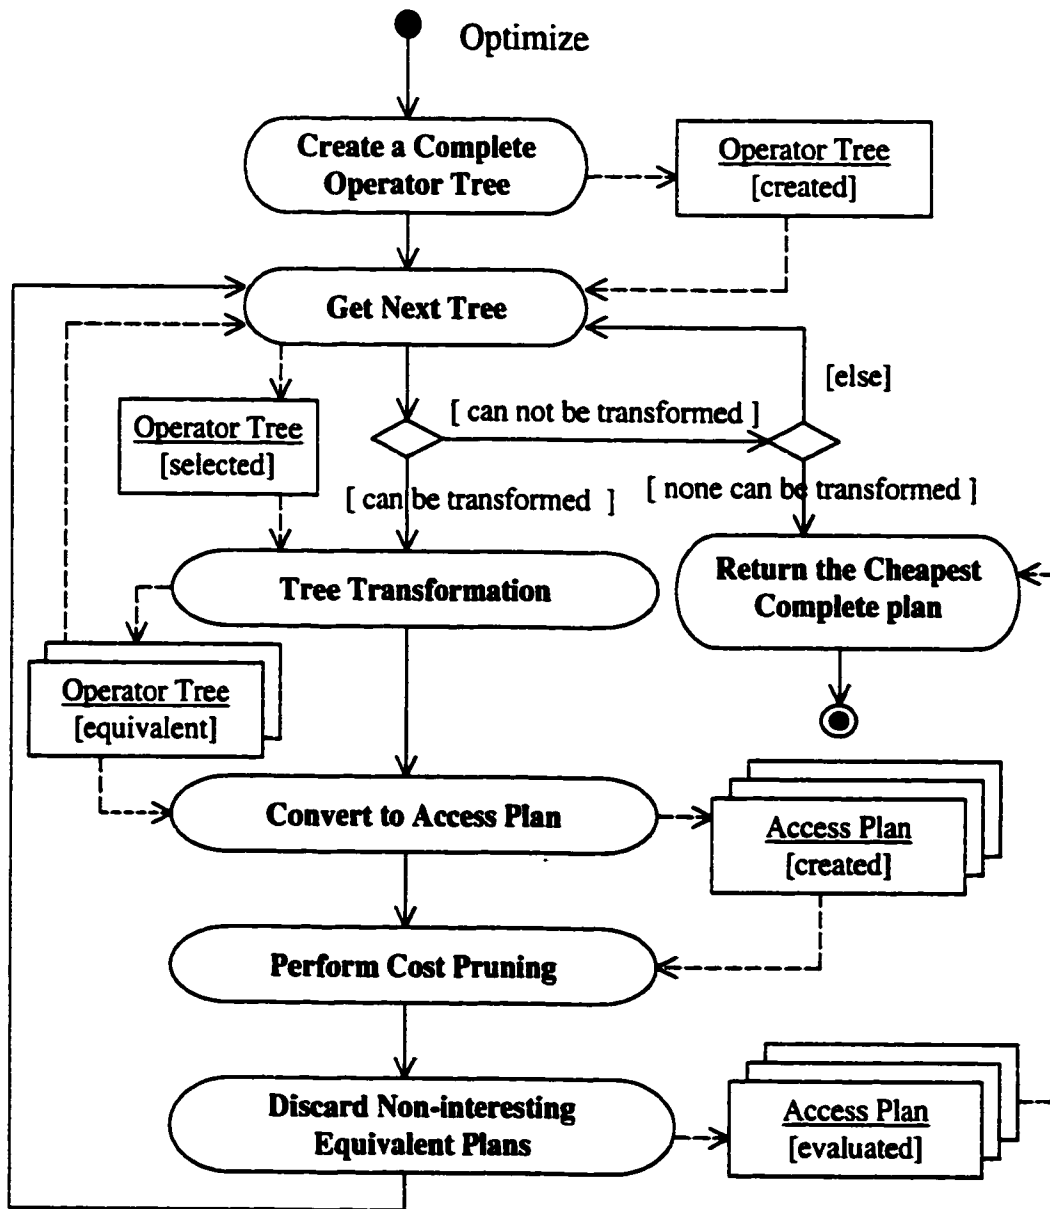 Optimize
Create a Complete
Operator Tree
Operator Tree
[created]
Get Next Tree
[else]
[ can not be transformed ]
Operator Tree
[selected]
[ can be transformed ]
[ none can be transformed ]
Tree Transformation
Return the Cheapest
Complete plan
Operator Tree
[equivalent]
Convert to Access Plan
Access Plan
[created]
Perform Cost Pruning
Discard Non-interesting
Equivalent Plans
Access Plan
[evaluated]